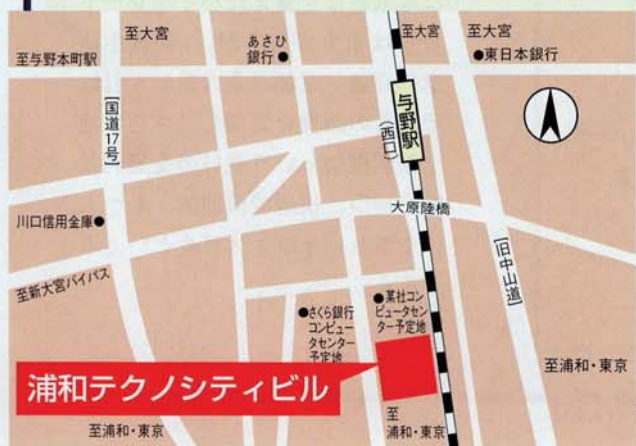 至大宮
至与野本町駅
あさひ
銀行
至大宮
至大宮
東日本銀行
[国道17号]
与野駅
(西口)
川口信用金庫
大原陸橋
至新大宮バイパス
[旧中山道]
さくら銀行
コンピュー
タセンター
予定地
某社コン
ピュータセン
ター予定地
浦和テクノシティビル
至浦和・東京
至
浦和・東京
至浦和・東京